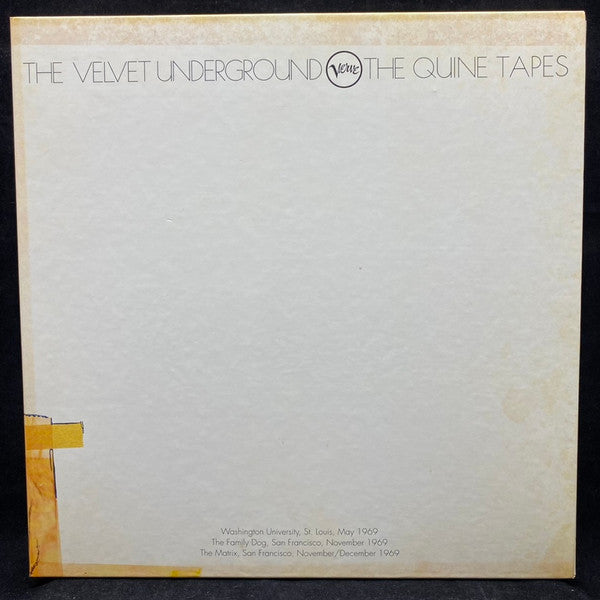 THE VELVET UNDERGROUND Verve THE QUINE TAPES
Washington University, St. Louis, May 1969
The Family Dog, San Francisco, November 1969
The Matrix, San Francisco, November/December 1969